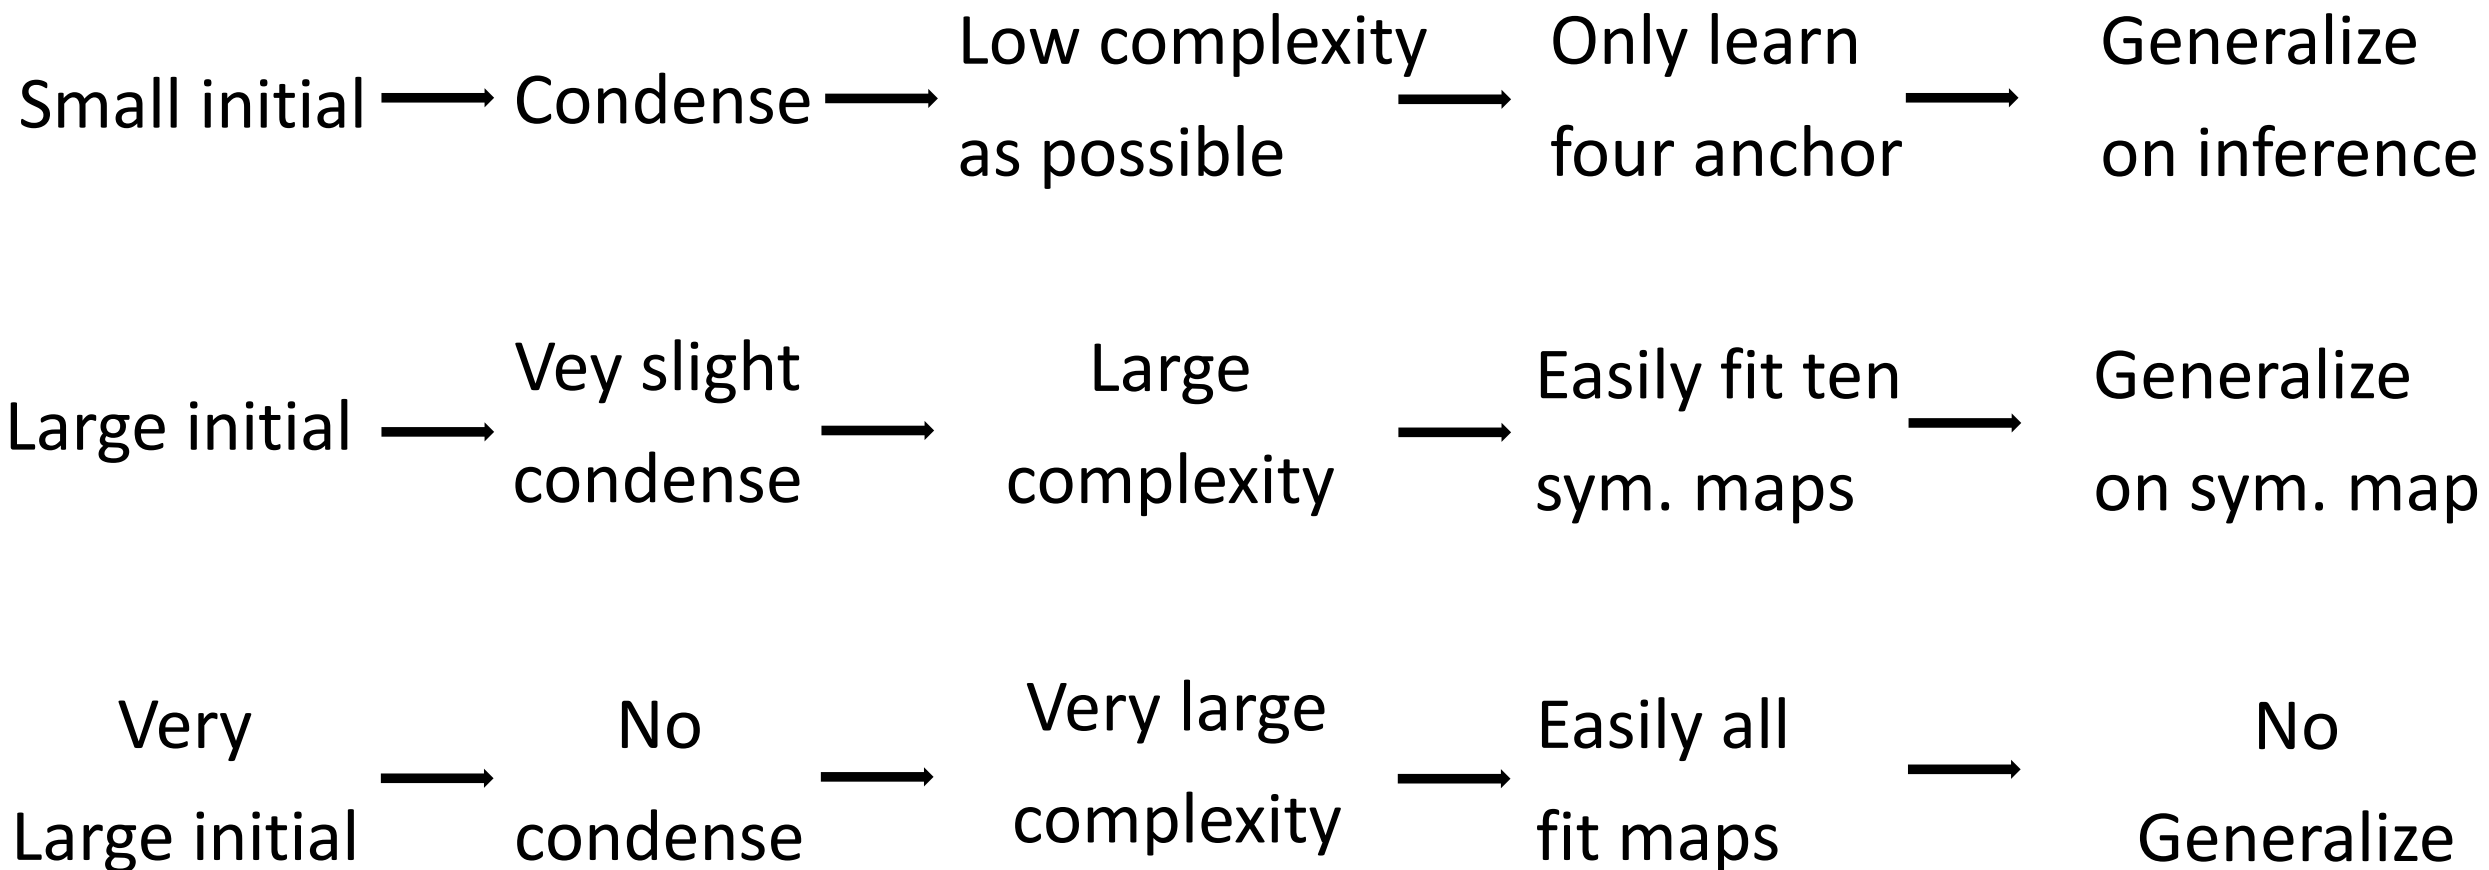 Small initial
Condense
Low complexity
as possible
Only learn
four anchor
Generalize
on inference
Large initial
Vey slight
condense
Large
complexity
Easily fit ten
sym. maps
Generalize
on sym. map
Very
Large initial
No
condense
Very large
complexity
Easily all
fit maps
No
Generalize